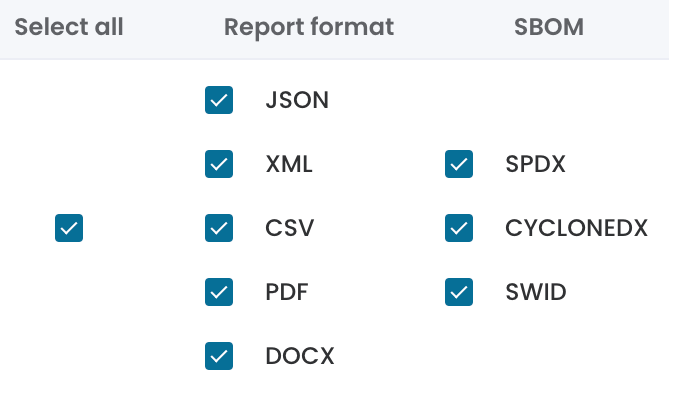 Select all Report format SBOM
JSON
XML SPDX
CSV CYCLONEDX
PDF SWID
DOCX